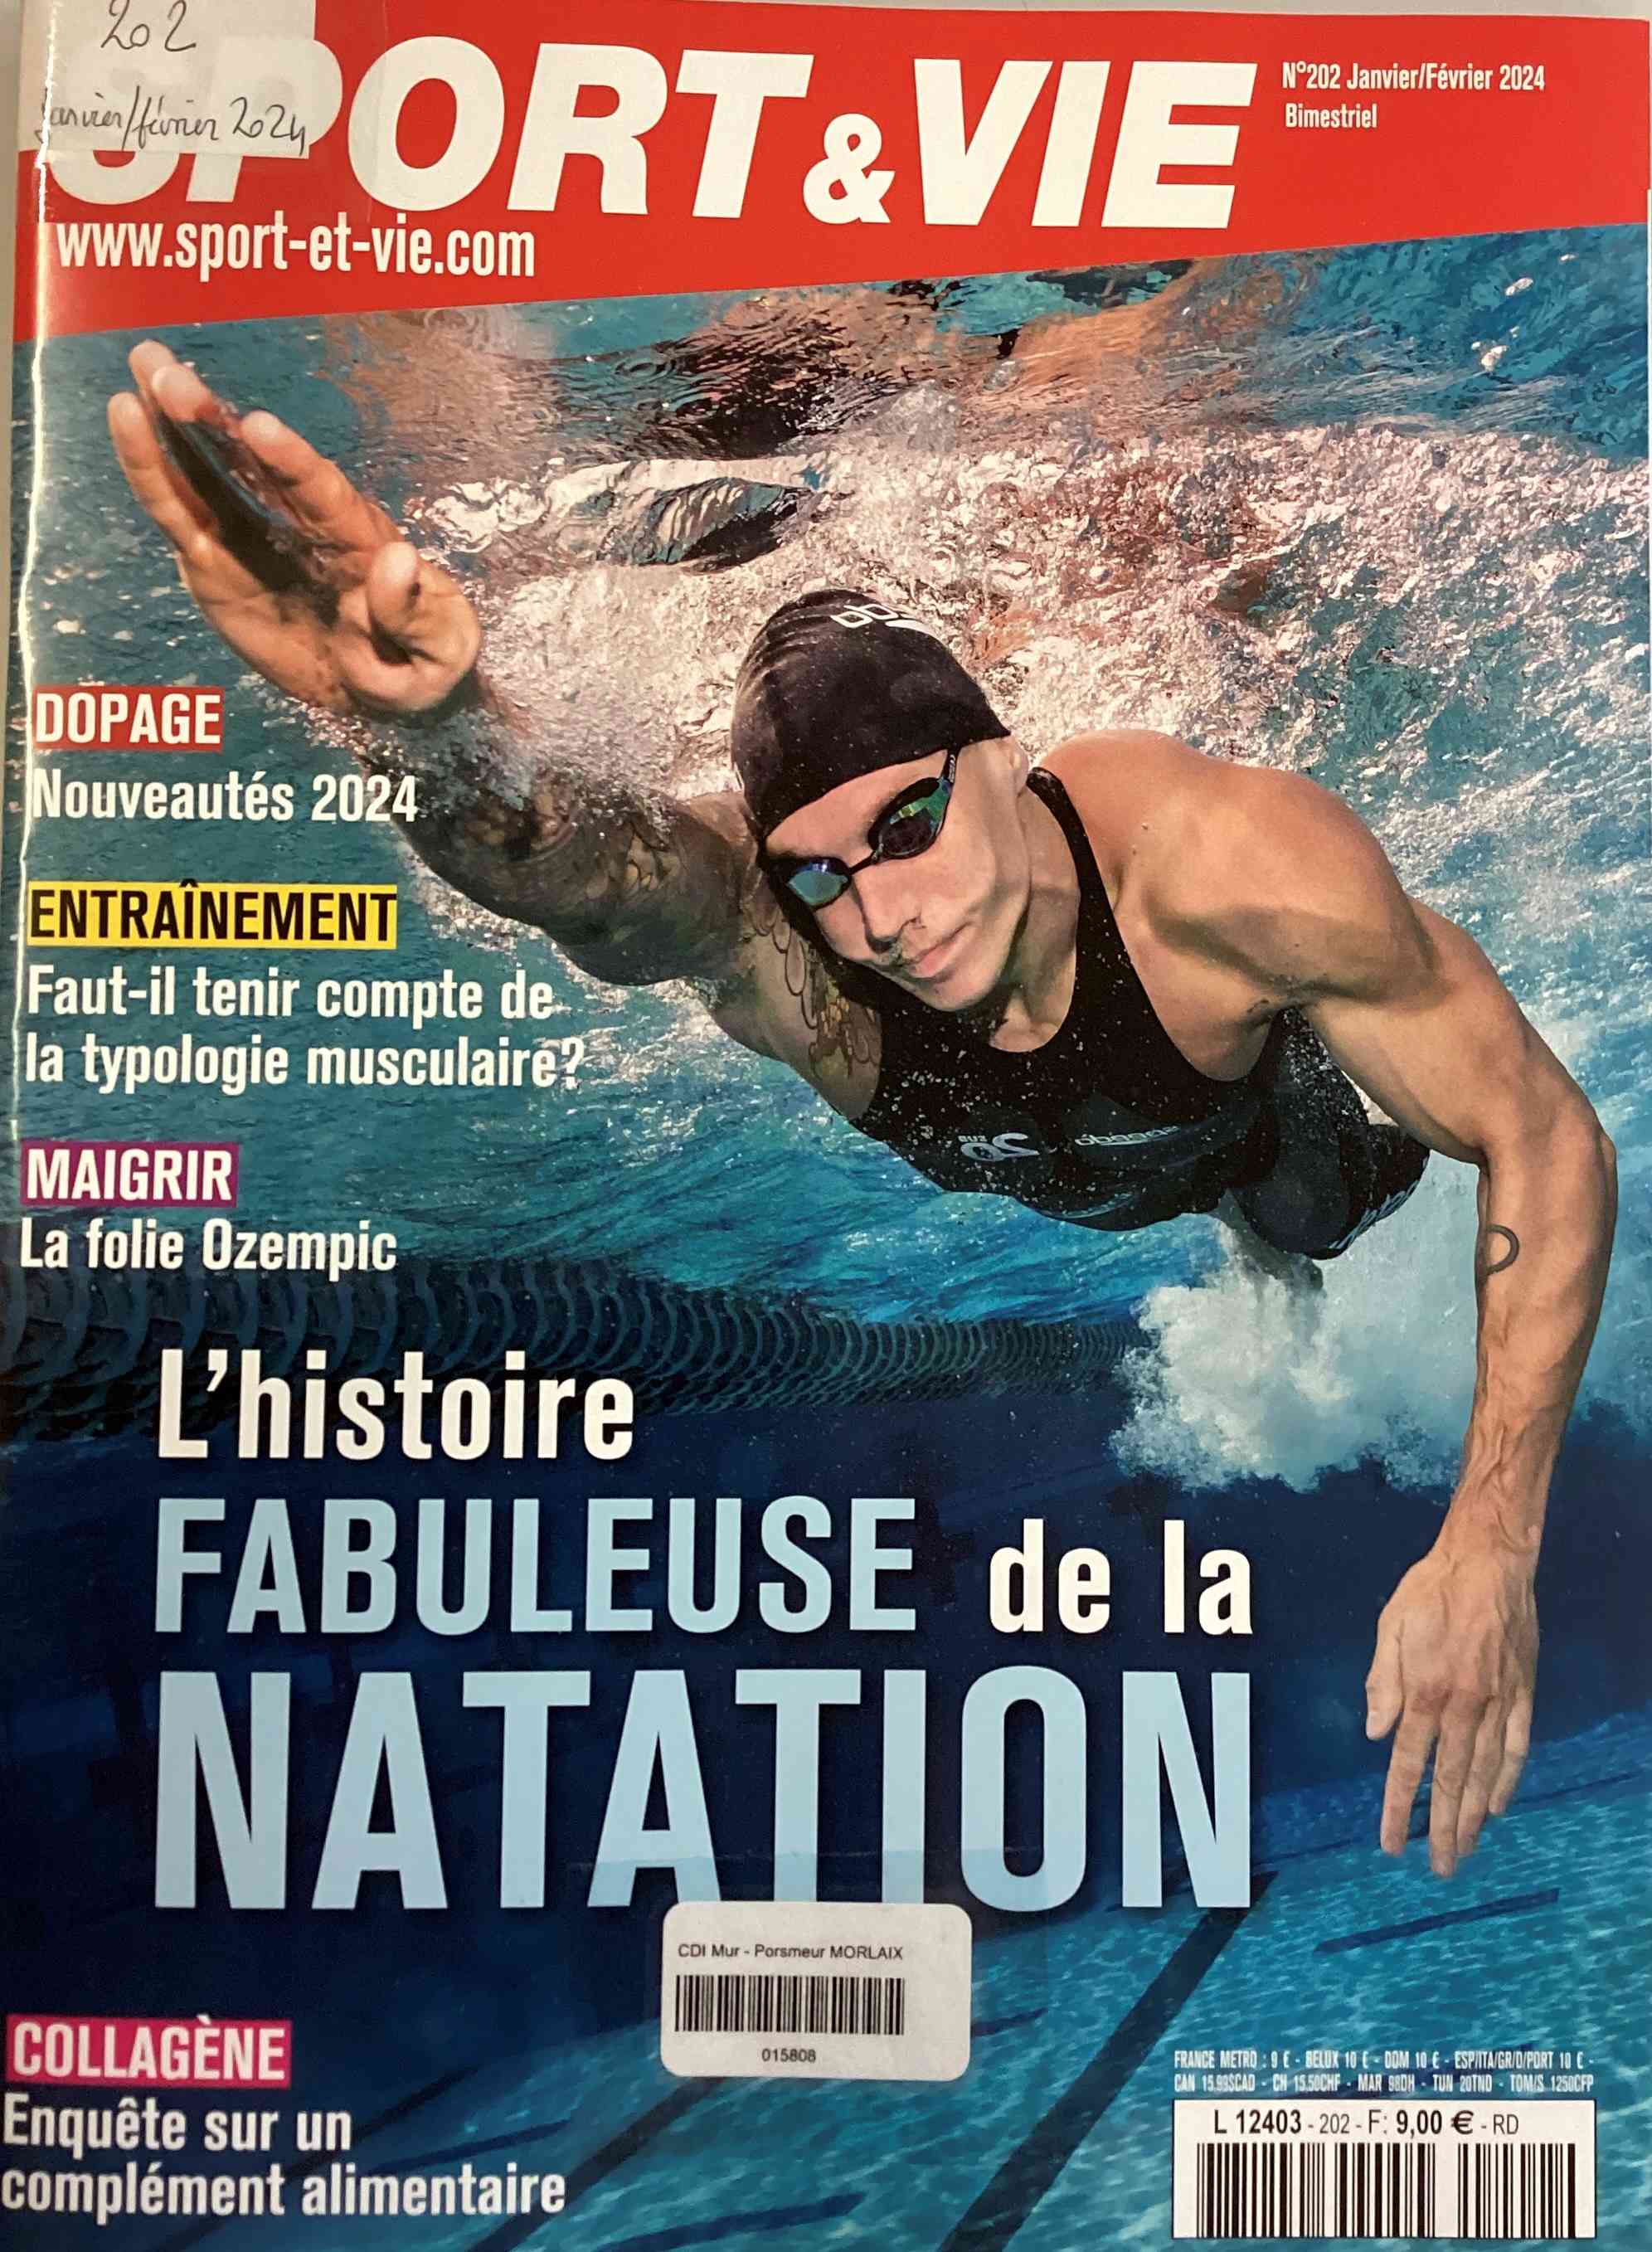 202
janvier/février 2024
SPORT & VIE
N°202 Janvier/Février 2024
Bimestriel
www.sport-et-vie.com
DOPAGE
Nouveautés 2024
ENTRAÎNEMENT
Faut-il tenir compte de
la typologie musculaire?
MAIGRIR
La folie Ozempic
L'histoire
FABULEUSE de la
NATATION
CDI Mur - Porsmeur MORLAIX
015808
COLLAGÈNE
Enquête sur un
complément alimentaire
FRANCE METRO : 9 € - BELUX 10 € - DOM 10 € - ESP/ITA/GR/D/PORT 10 € -
CAN 15.99$CAD - CH 15.50CHF - MAR 98DH - TUN 20TND - TOM/S 1250CFP
L 12403 - 202 - F: 9,00 € - RD